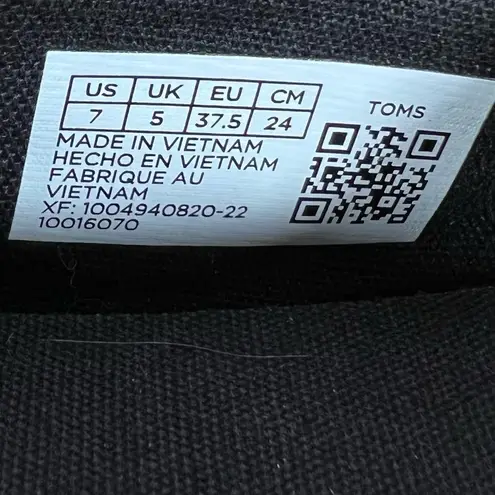 US UK EU CM
7 5 37.5 24
TOMS
MADE IN VIETNAM
HECHO EN VIETNAM
FABRIQUE AU
VIETNAM
XF: 1004940820-22
10016070